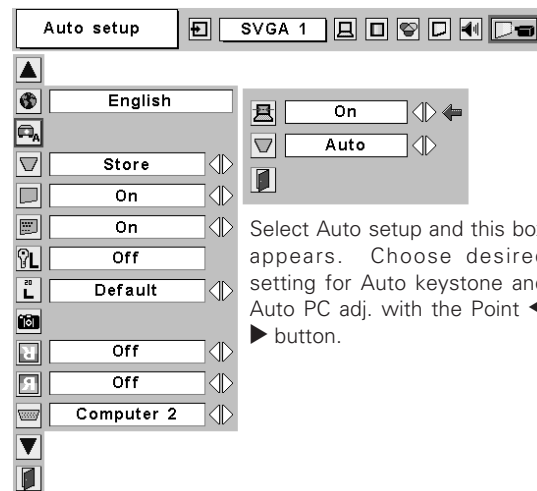 Auto setup
SVGA 1
English
Store
On
On
Off
Default
Off
Off
Computer 2
On
Auto
Select Auto setup and this box
appears. Choose desired
setting for Auto keystone and
Auto PC adj. with the Point ◀
▶ button.